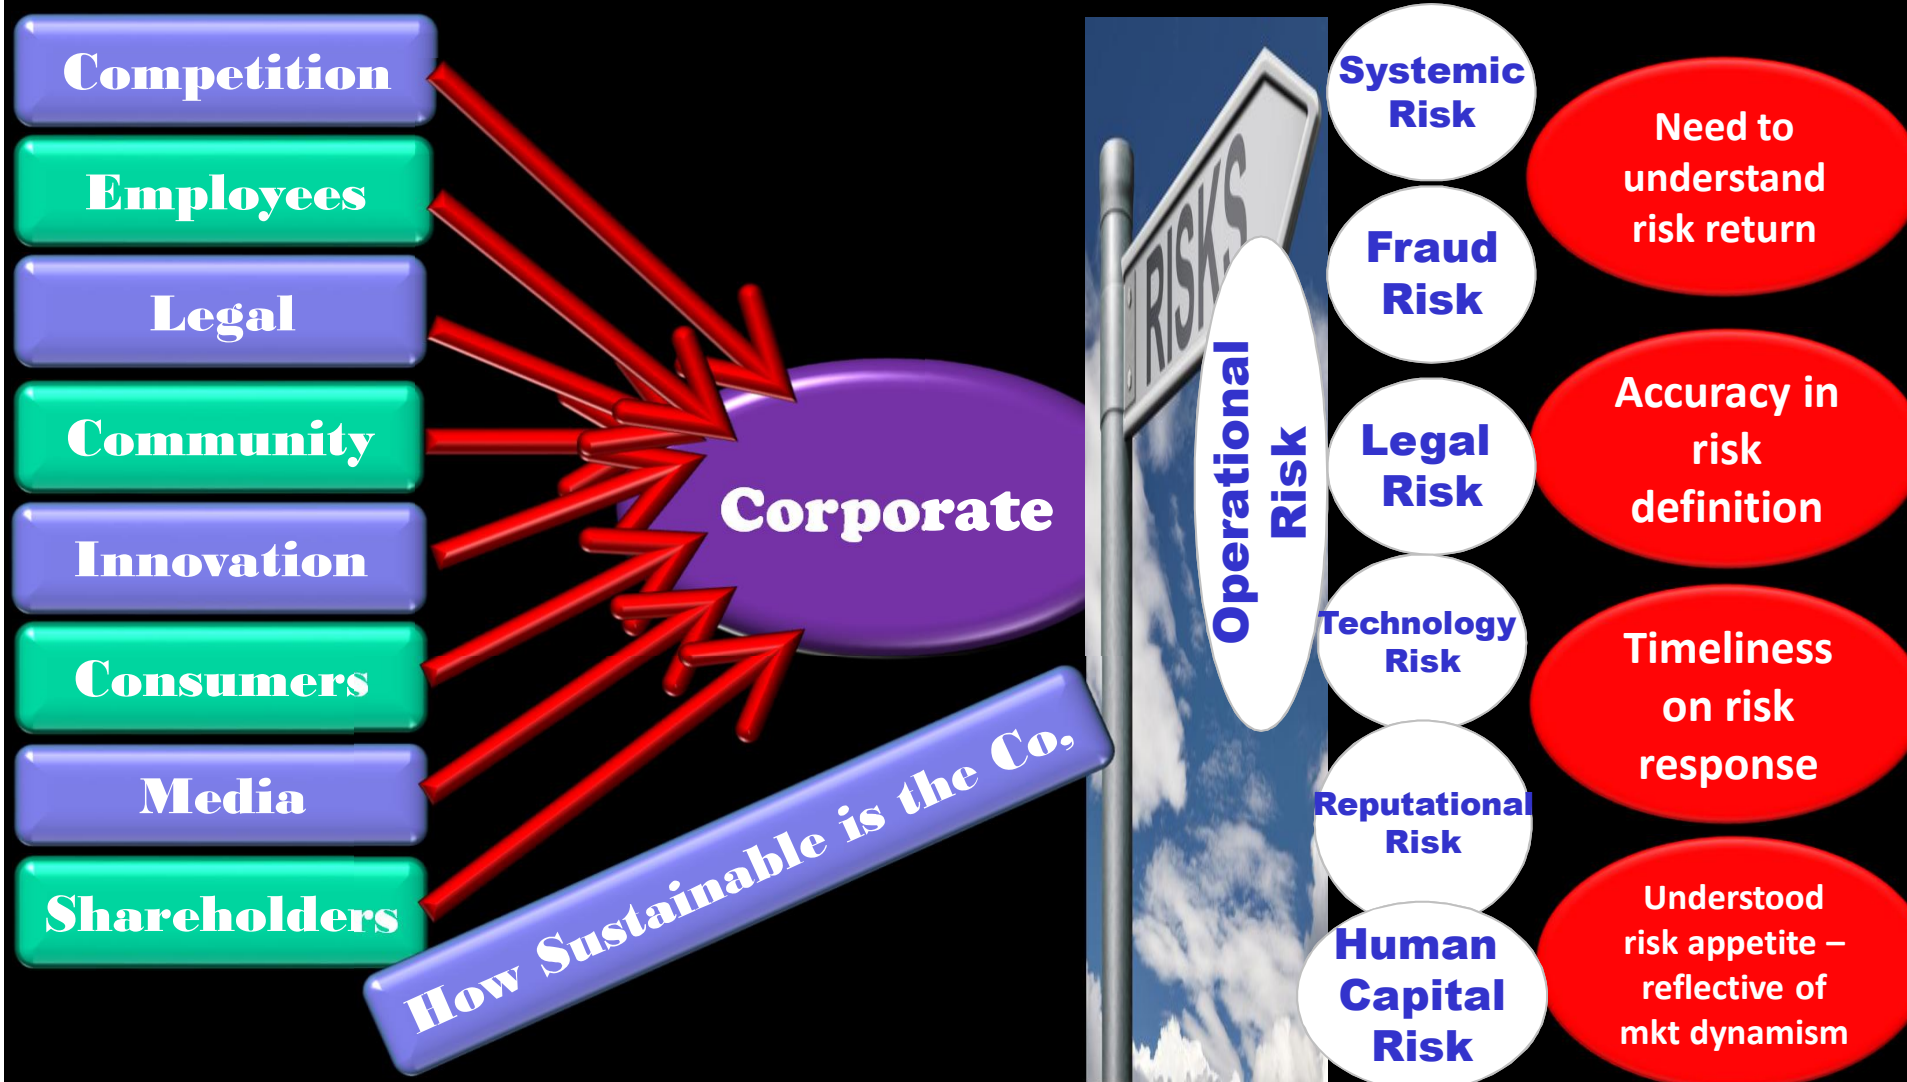 Competition
Employees
Legal
Community
Innovation
Consumers
Media
Shareholders
Corporate
How Sustainable is the Co,
RISKS
Operational
Risk
Systemic
Risk
Fraud
Risk
Legal
Risk
Technology
Risk
Reputational
Risk
Human
Capital
Risk
Need to
understand
risk return
Accuracy in
risk
definition
Timeliness
on risk
response
Understood
risk appetite –
reflective of
mkt dynamism